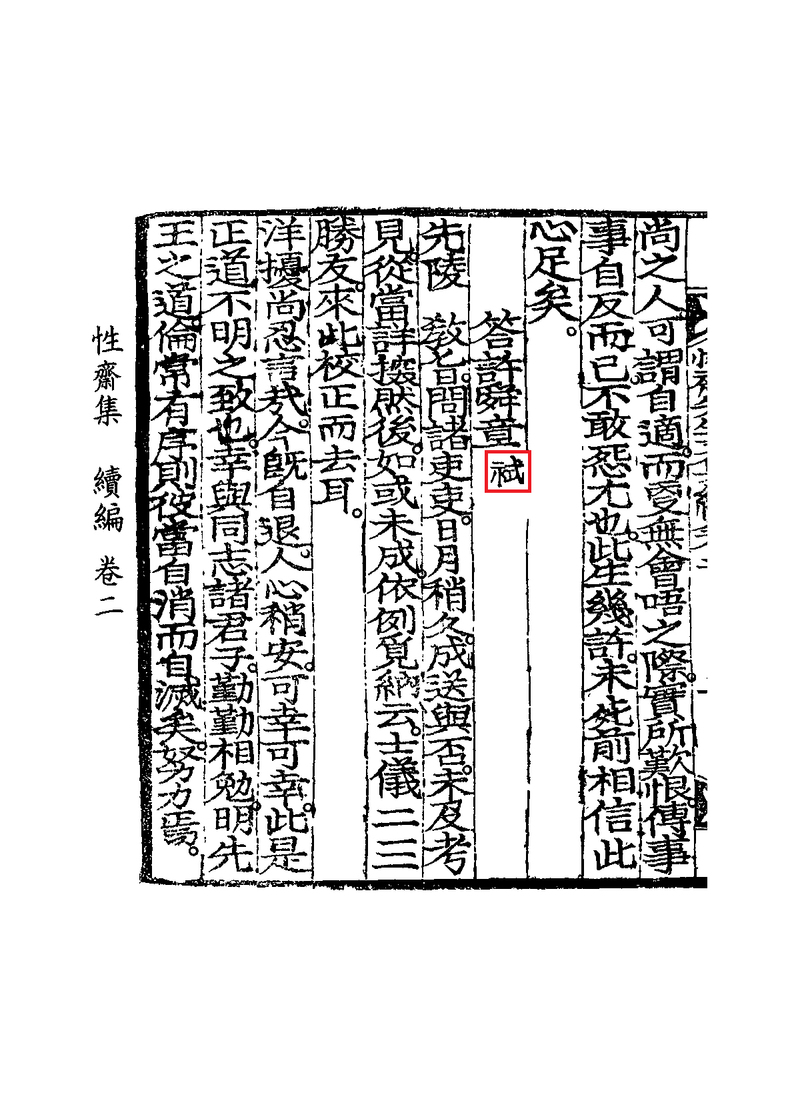 尚之人可謂自適而憂無會唔之際實所歎恨傳事
事自反而已不敢怨尤也此生幾許未死前相信此
心足矣
答許舜章 祋
先陵 敎旨問諸吏吏日月稍久成送與否未及考
見從當詳撥然後如或未成依例覓納云士儀二三
勝友來此校正而去耳
洋擾尚忍言哉今旣自退人心稍安可幸可幸此是
正道不明之致也幸與同志諸君子勤勤相勉明先
王之道倫常有序則彼當自消而自滅矣努力焉
性齋集 續編 卷二